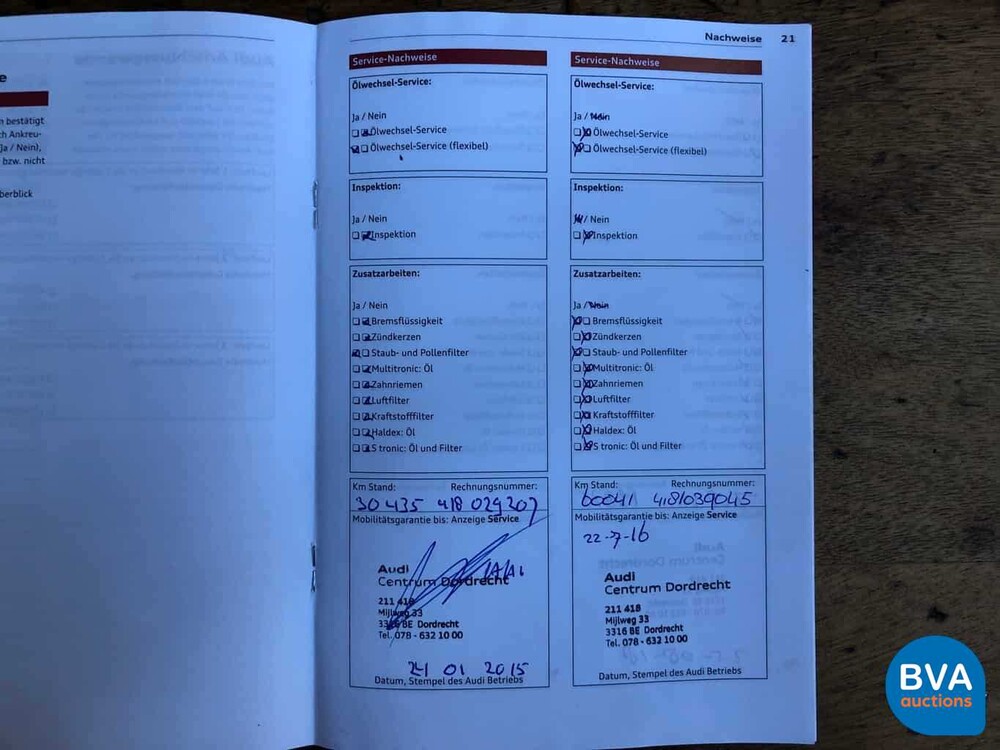 Nachweise 21
e
n bestätigt
ch Ankreu-
Ja / Nein),
bzw. nicht
berblick
Service-Nachweise
Ölwechsel-Service:
Ja / Nein
Ölwechsel-Service
Ölwechsel-Service (flexibel)
Inspektion:
Ja / Nein
Inspektion
Zusatzarbeiten:
Ja / Nein
Bremsflüssigkeit
Zündkerzen
Staub- und Pollenfilter
Multitronic: Öl
Zahnriemen
Luftfilter
Kraftstofffilter
Haldex: Öl
S tronic: Öl und Filter
Km Stand: Rechnungsnummer:
30 435 418 029207
Mobilitätsgarantie bis: Anzeige Service
Audi
Centrum Dordrecht
211 418
Mijlweg 33
3316 BE Dordrecht
Tel. 078 - 632 10 00
24 01 2015
Datum, Stempel des Audi Betriebs
Service-Nachweise
Ölwechsel-Service:
Ja / Nein
Ölwechsel-Service
Ölwechsel-Service (flexibel)
Inspektion:
/ Nein
Inspektion
Zusatzarbeiten:
Ja / Nein
Bremsflüssigkeit
Zündkerzen
Staub- und Pollenfilter
Multitronic: Öl
Zahnriemen
Luftfilter
Kraftstofffilter
Haldex: Öl
S tronic: Öl und Filter
Km Stand: Rechnungsnummer:
60041 418/039045
Mobilitätsgarantie bis: Anzeige Service
22-7-16
Audi
Centrum Dordrecht
211 418
Mijlweg 33
3316 BE Dordrecht
Tel. 078 - 632 10 00
Datum, Stempel des Audi Betriebs
BVA
auctions